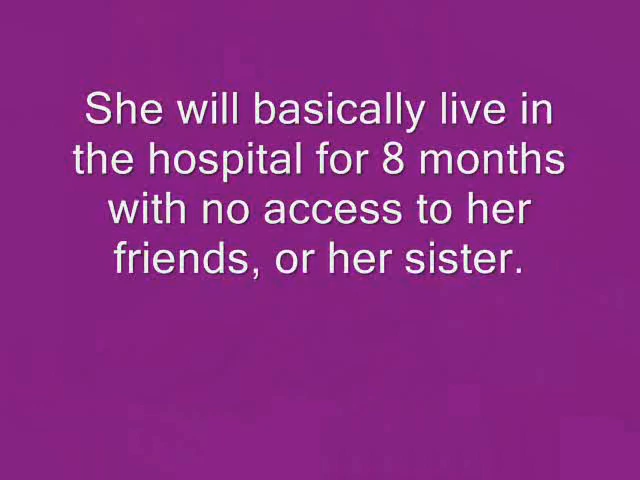 She will basically live in
the hospital for 8 months
with no access to her
friends, or her sister.